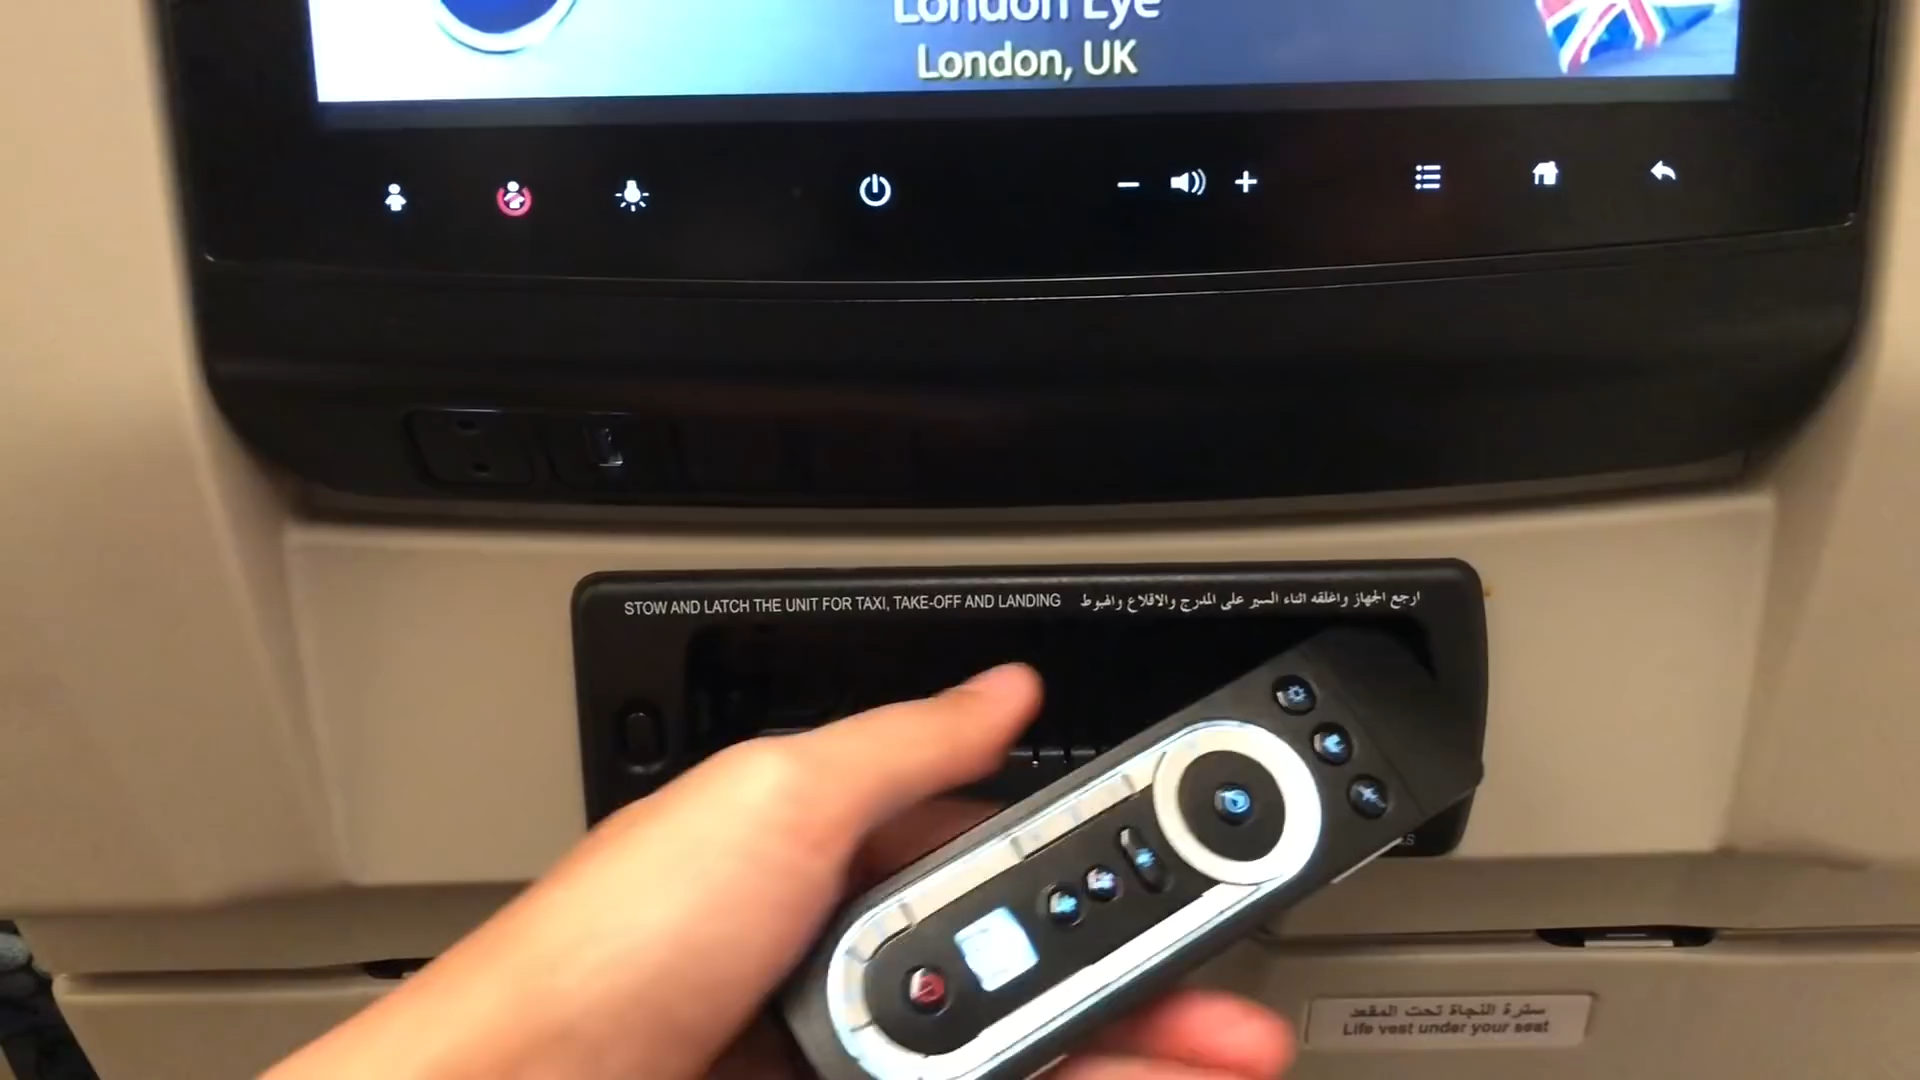 London Eye
London, UK
STOW AND LATCH THE UNIT FOR TAXI, TAKE-OFF AND LANDING ارجع الجهاز واغلقه اثناء السير على المدرج والاقلاع والهبوط
سترة النجاة تحت المقعد
Life vest under your seat